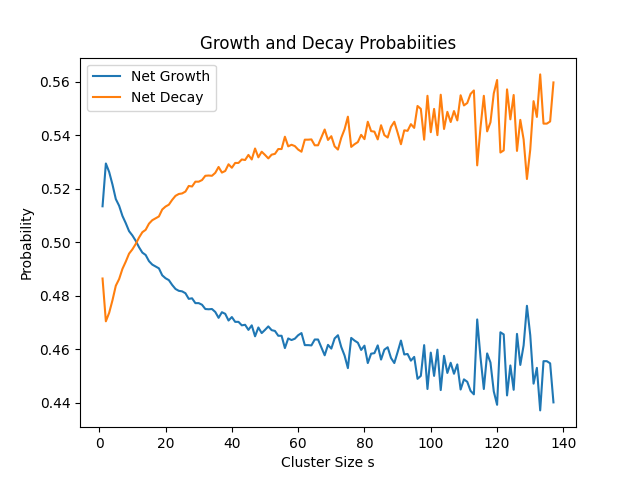 Growth and Decay Probabiities
Net Growth
Net Decay
Probability
0.56
0.54
0.52
0.50
0.48
0.46
0.44
0 20 40 60 80 100 120 140
Cluster Size s